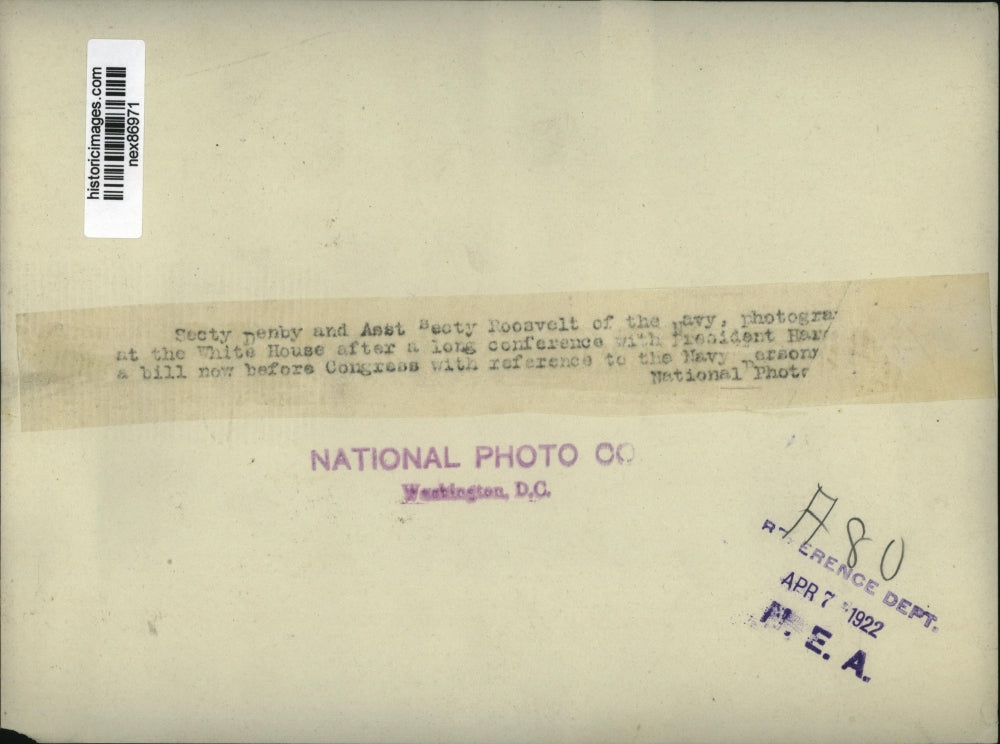 historicimages.com
nex86971
Secty Denby and Asst Secty Roosvelt of the Navy, photogra
at the White House after a long conference with President Har
a bill now before Congress with reference to the Navy Personn
National Photo
NATIONAL PHOTO CO
Washington, D.C.
A80
REFERENCE DEPT.
APR 7 1922
N. E. A.